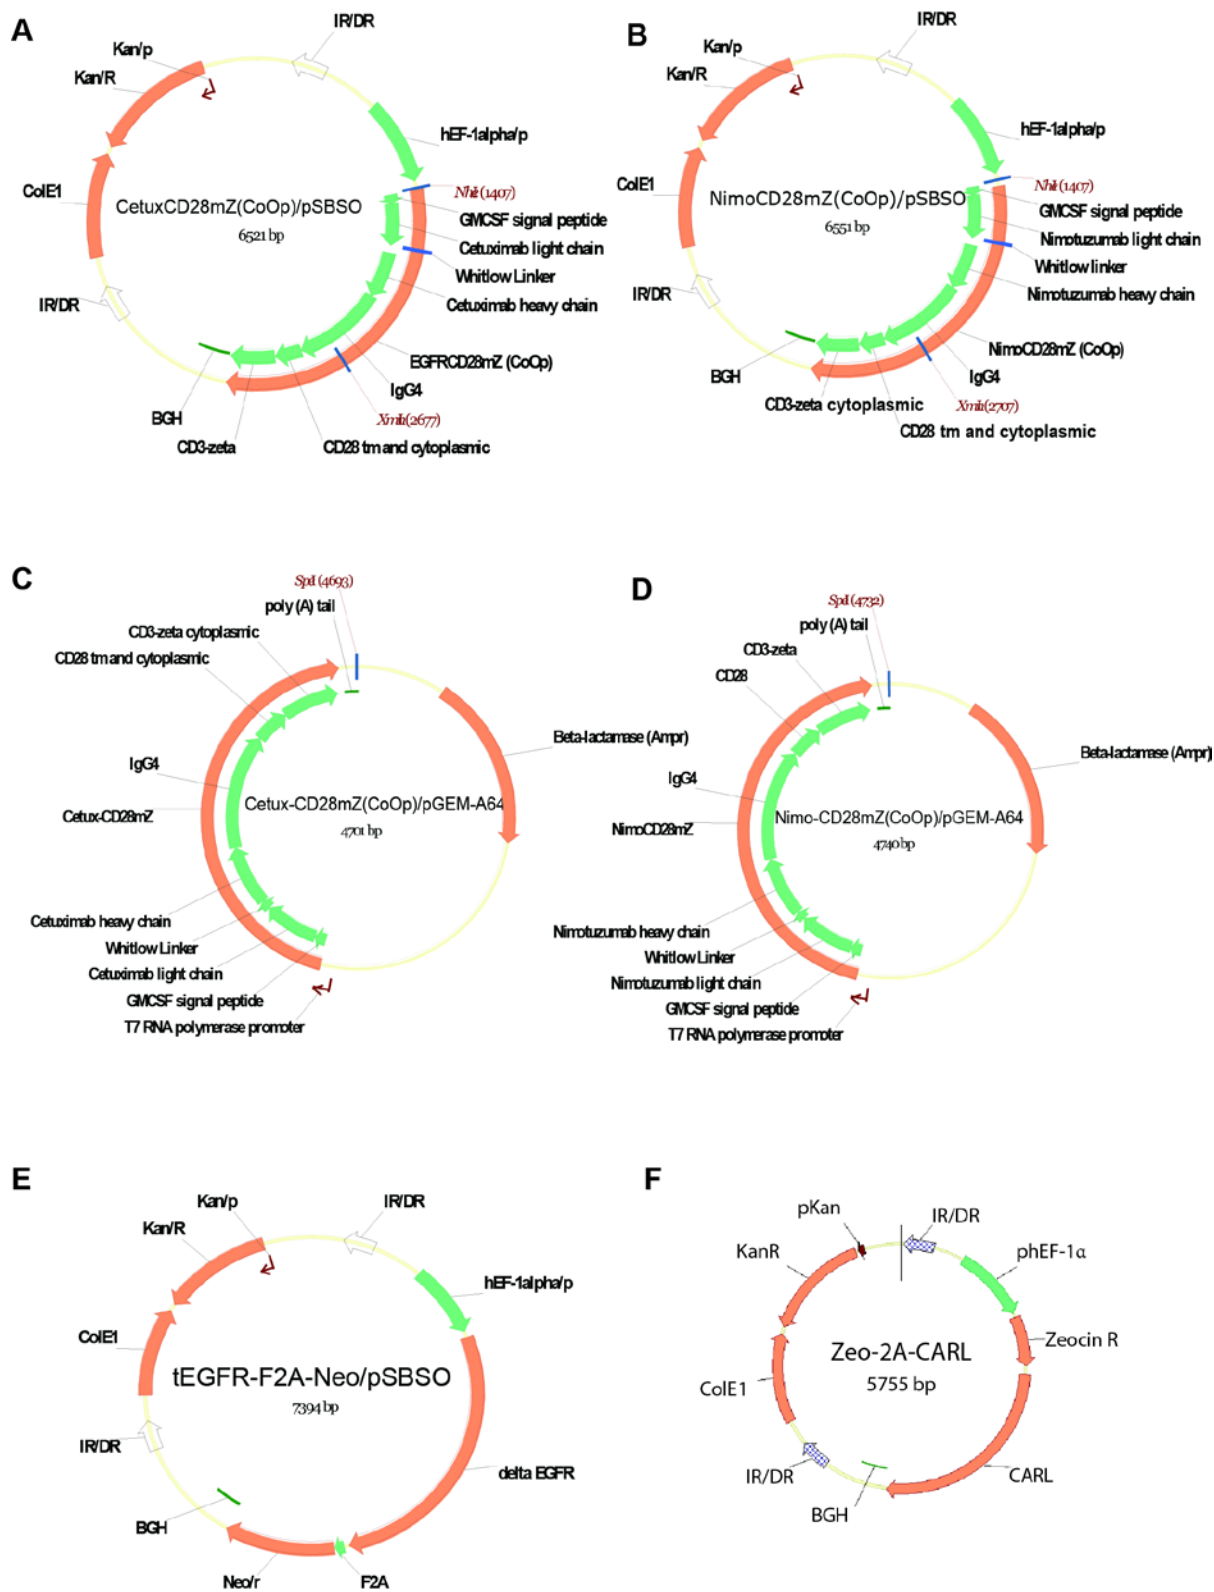 A
IR/DR
Kan/p
Kan/R
hEF-1alpha/p
ColE1
CetuxCD28mZ(CoOp)/pSBSO
6521 bp
NheI (1407)
GMCSF signal peptide
Cetuximab light chain
Whitlow Linker
Cetuximab heavy chain
IR/DR
EGFRCD28mZ (CoOp)
IgG4
BGH
XmaI (2677)
CD3-zeta
CD28 tm and cytoplasmic
B
IR/DR
Kan/p
Kan/R
hEF-1alpha/p
ColE1
NimoCD28mZ(CoOp)/pSBSO
6551 bp
NheI (1407)
GMCSF signal peptide
Nimotuzumab light chain
Whitlow linker
Nimotuzumab heavy chain
IR/DR
NimoCD28mZ (CoOp)
IgG4
BGH
CD3-zeta cytoplasmic
XmaI (2707)
CD28 tm and cytoplasmic
C
SpeI (4693)
poly (A) tail
CD3-zeta cytoplasmic
CD28 tm and cytoplasmic
Beta-lactamase (Ampr)
IgG4
Cetux-CD28mZ(CoOp)/pGEM-A64
4701 bp
Cetux-CD28mZ
Cetuximab heavy chain
Whitlow Linker
Cetuximab light chain
GMCSF signal peptide
T7 RNA polymerase promoter
D
SpeI (4732)
poly (A) tail
CD3-zeta
CD28
Beta-lactamase (Ampr)
IgG4
Nimo-CD28mZ(CoOp)/pGEM-A64
4740 bp
NimoCD28mZ
Nimotuzumab heavy chain
Whitlow Linker
Nimotuzumab light chain
GMCSF signal peptide
T7 RNA polymerase promoter
E
IR/DR
Kan/p
Kan/R
hEF-1alpha/p
ColE1
tEGFR-F2A-Neo/pSBSO
7394 bp
IR/DR
delta EGFR
BGH
Neo/r
F2A
F
pKan
IR/DR
KanR
phEF-1α
Zeocin R
Zeo-2A-CARL
5755 bp
ColE1
IR/DR
CARL
BGH